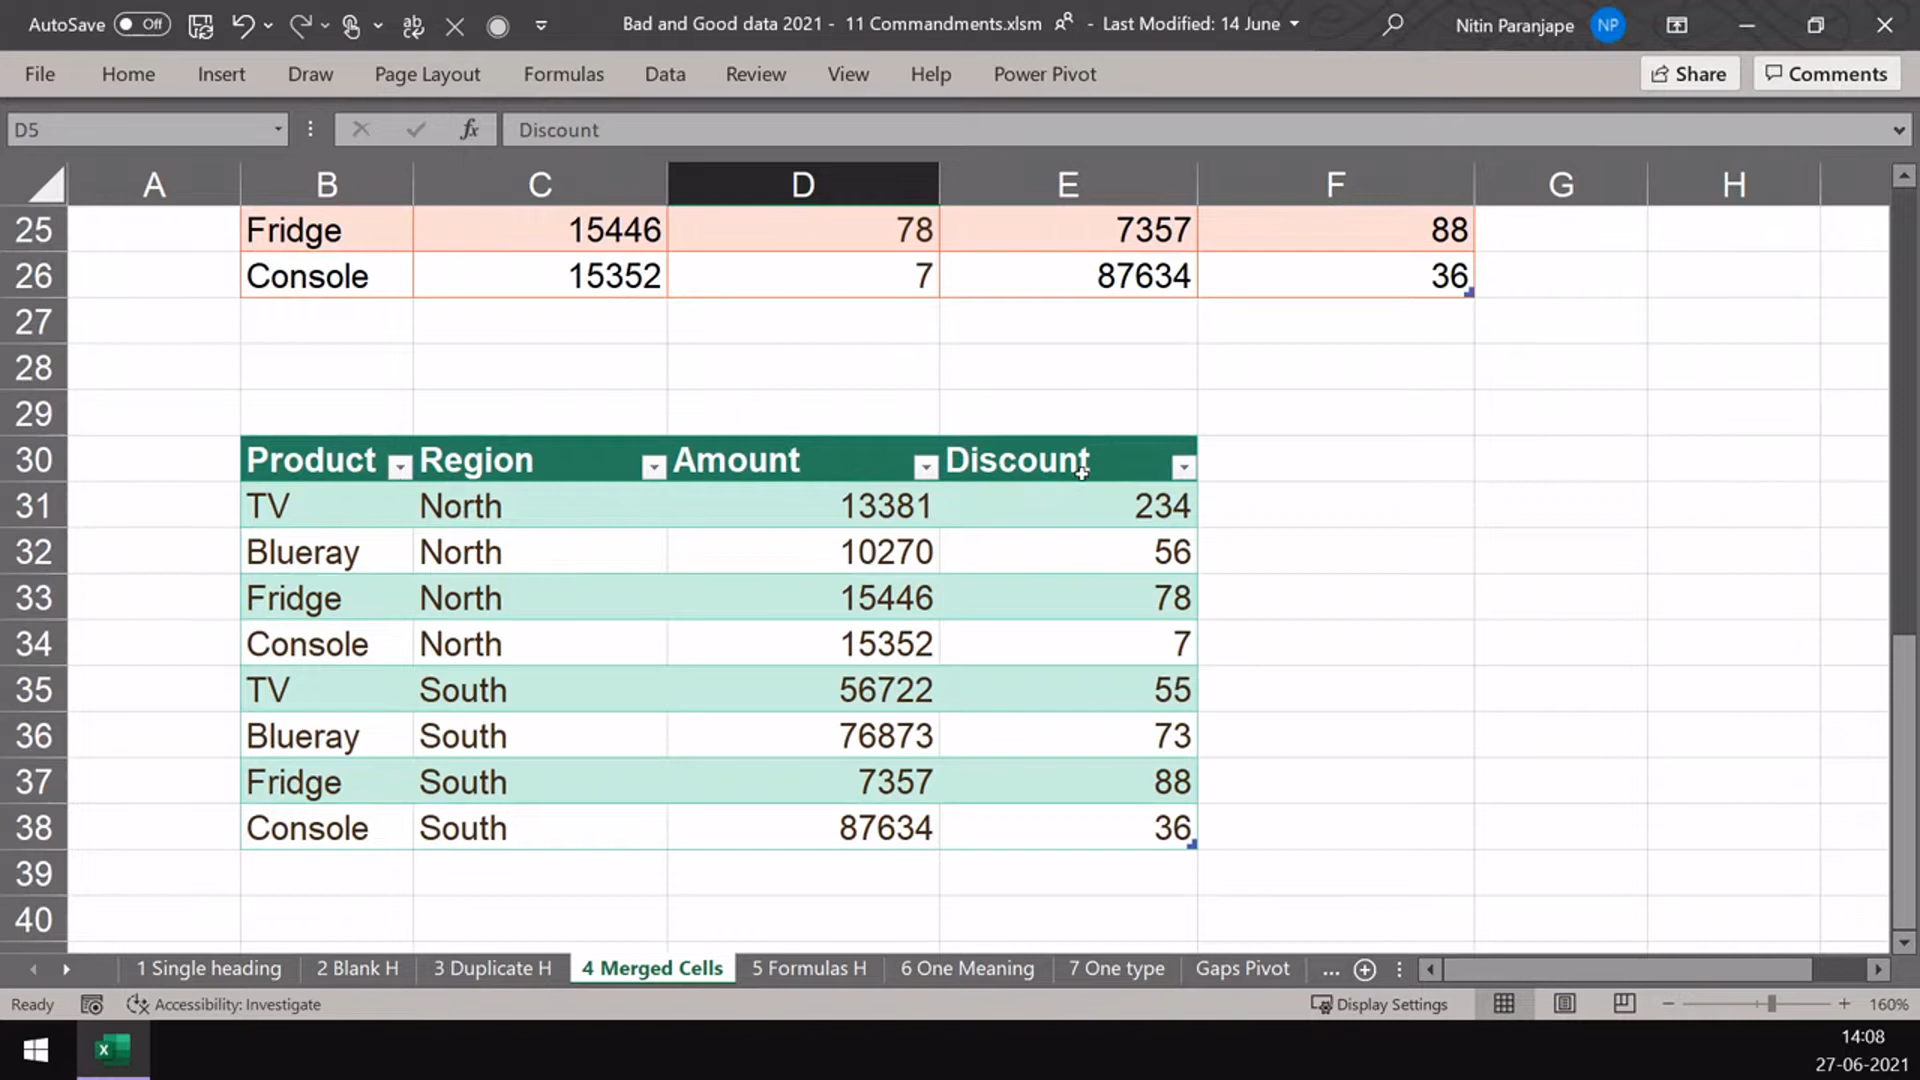 AutoSave Off Bad and Good data 2021 - 11 Commandments.xlsm - Last Modified: 14 June Nitin Paranjape NP
File Home Insert Draw Page Layout Formulas Data Review View Help Power Pivot Share Comments
D5 fx Discount
A B C D E F G H
25 Fridge 15446 78 7357 88
26 Console 15352 7 87634 36
27
28
29
30 Product Region Amount Discount
31 TV North 13381 234
32 Blueray North 10270 56
33 Fridge North 15446 78
34 Console North 15352 7
35 TV South 56722 55
36 Blueray South 76873 73
37 Fridge South 7357 88
38 Console South 87634 36
39
40
1 Single heading 2 Blank H 3 Duplicate H 4 Merged Cells 5 Formulas H 6 One Meaning 7 One type Gaps Pivot ...
Ready Accessibility: Investigate Display Settings 160%
14:08
27-06-2021